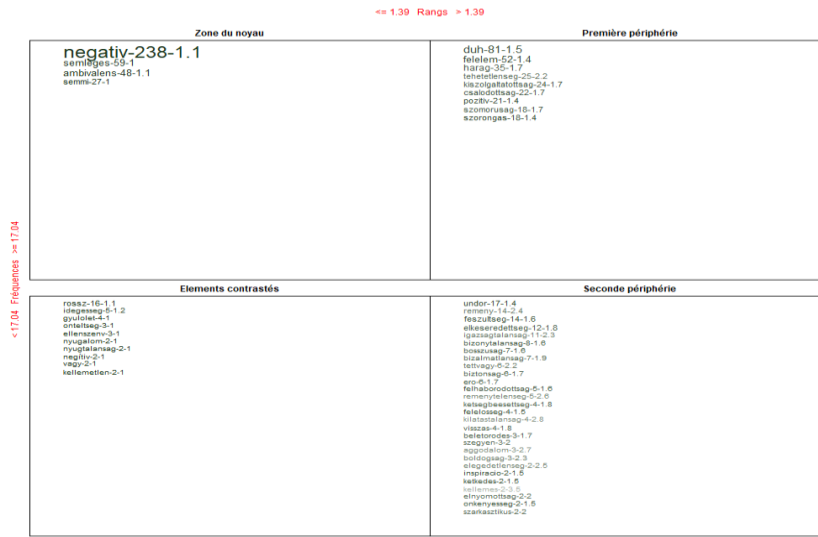 <= 1.39 Rangs > 1.39
Zone du noyau
negativ-238-1.1
semleges-59-1
ambivalens-48-1.1
semmi-27-1
Première périphérie
duh-81-1.5
felelem-52-1.4
harag-35-1.7
tehetetlenseg-25-2.2
kiszolgaltatottsag-24-1.7
csalodottsag-22-1.7
pozitiv-21-1.4
szomorusag-18-1.7
szorongas-18-1.4
< 17.04 Fréquences >= 17.04
Elements contrastés
rossz-16-1.1
idegesseg-5-1.2
gyulolet-4-1
onteltseg-3-1
ellenszenv-3-1
nyugalom-2-1
nyugtalansag-2-1
negítiv-2-1
vagy-2-1
kellemetlen-2-1
Seconde périphérie
undor-17-1.4
remeny-14-2.4
feszultseg-14-1.6
elkeseredettseg-12-1.8
igazsagtalansag-11-2.3
bizonytalansag-8-1.6
bosszusag-7-1.6
bizalmatlansag-7-1.9
tettvagy-6-2.2
biztonsag-6-1.7
ero-6-1.7
felhaborodottsag-5-1.6
remenytelenseg-5-2.6
ketsegbeesettseg-4-1.8
felelosseg-4-1.5
kilatastalansag-4-2.8
visszas-4-1.8
beletorodes-3-1.7
szegyen-3-2
aggodalom-3-2.7
boldogsag-3-2.3
elegedetlenseg-2-2.5
inspiracio-2-1.5
ketkedes-2-1.5
kellemes-2-3.5
elnyomottsag-2-2
onkenyesseg-2-1.5
szarkasztikus-2-2